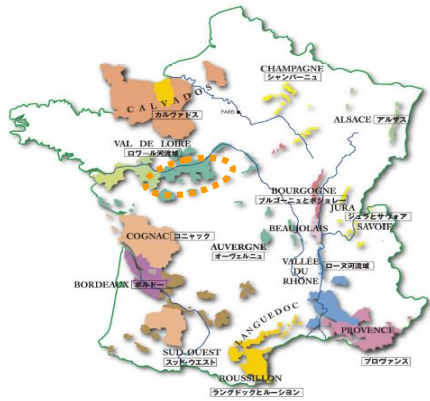 CHAMPAGNE
シャンパーニュ
CALVADOS
カルヴァドス
PARIS
ALSACE アルザス
VAL DE LOIRE
ロワール河流域
BOURGOGNE
ブルゴーニュとボジョレー
JURA
ジュラとサヴォア
SAVOIE
BEAUJOLAIS
COGNAC コニャック
AUVERGNE
オーヴェルニュ
VALLÉE
DU
RHÔNE
ローヌ河流域
BORDEAUX ボルドー
LANGUEDOC
PROVENCE
プロヴァンス
SUD-OUEST
スッド・ウエスト
ROUSSILLON
ラングドックとルーション